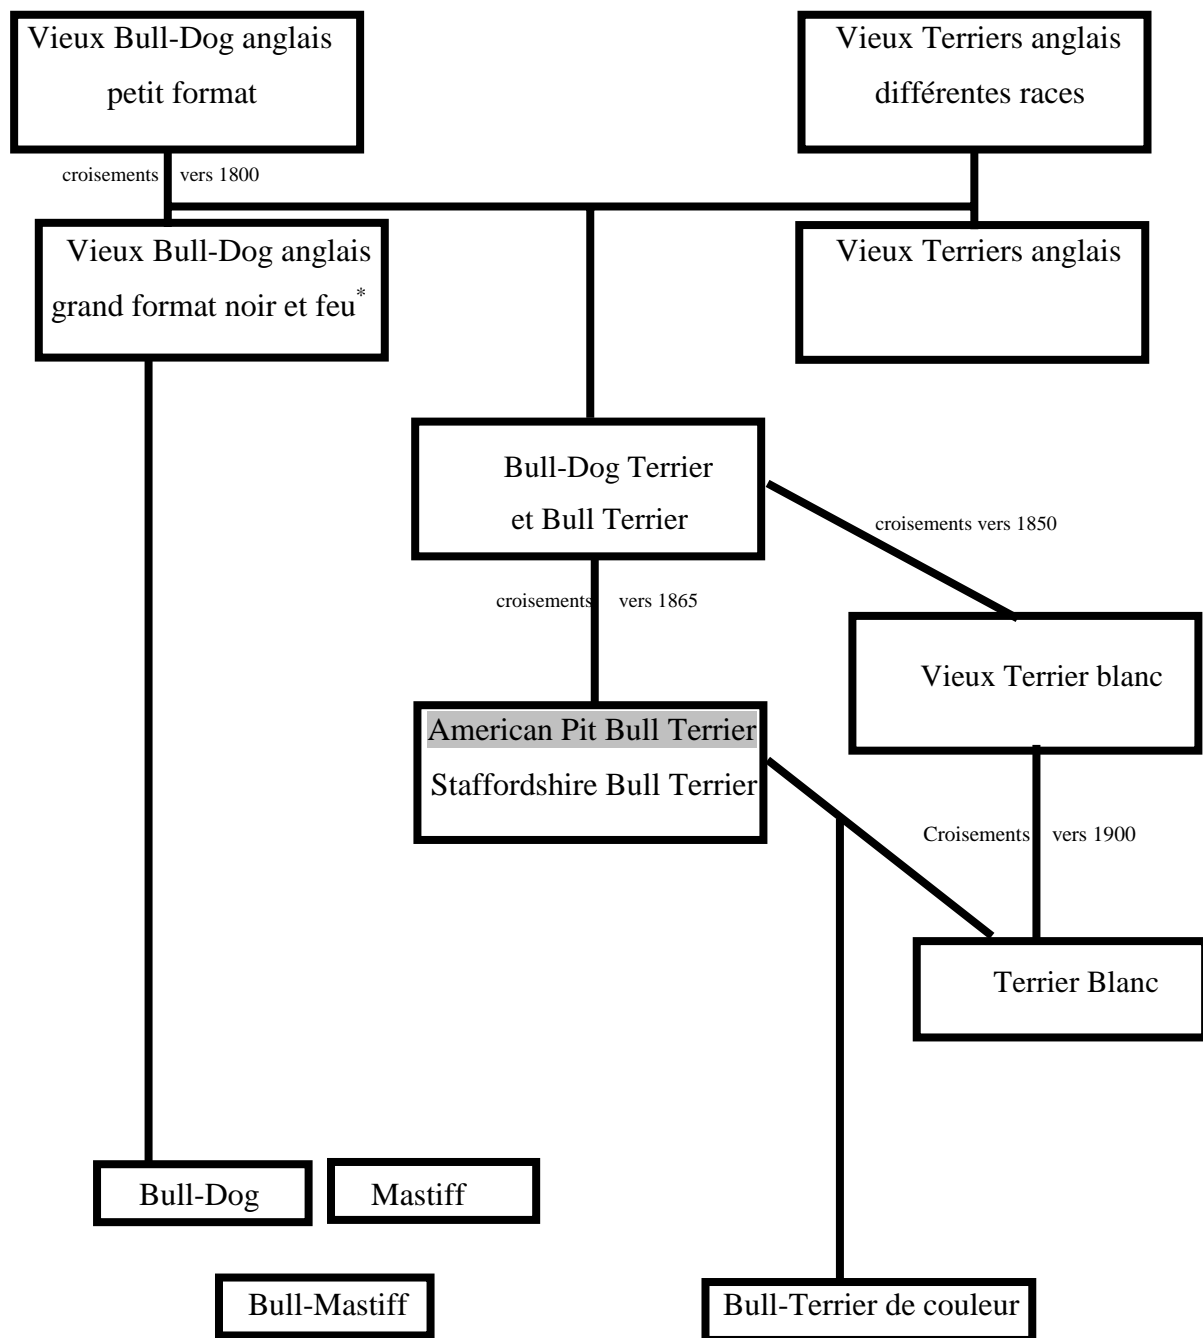 Vieux Bull-Dog anglais
petit format
Vieux Terriers anglais
différentes races
croisements vers 1800
Vieux Bull-Dog anglais
grand format noir et feu*
Vieux Terriers anglais
Bull-Dog Terrier
et Bull Terrier
croisements vers 1850
croisements vers 1865
Vieux Terrier blanc
American Pit Bull Terrier
Staffordshire Bull Terrier
Croisements vers 1900
Terrier Blanc
Bull-Dog
Mastiff
Bull-Mastiff
Bull-Terrier de couleur